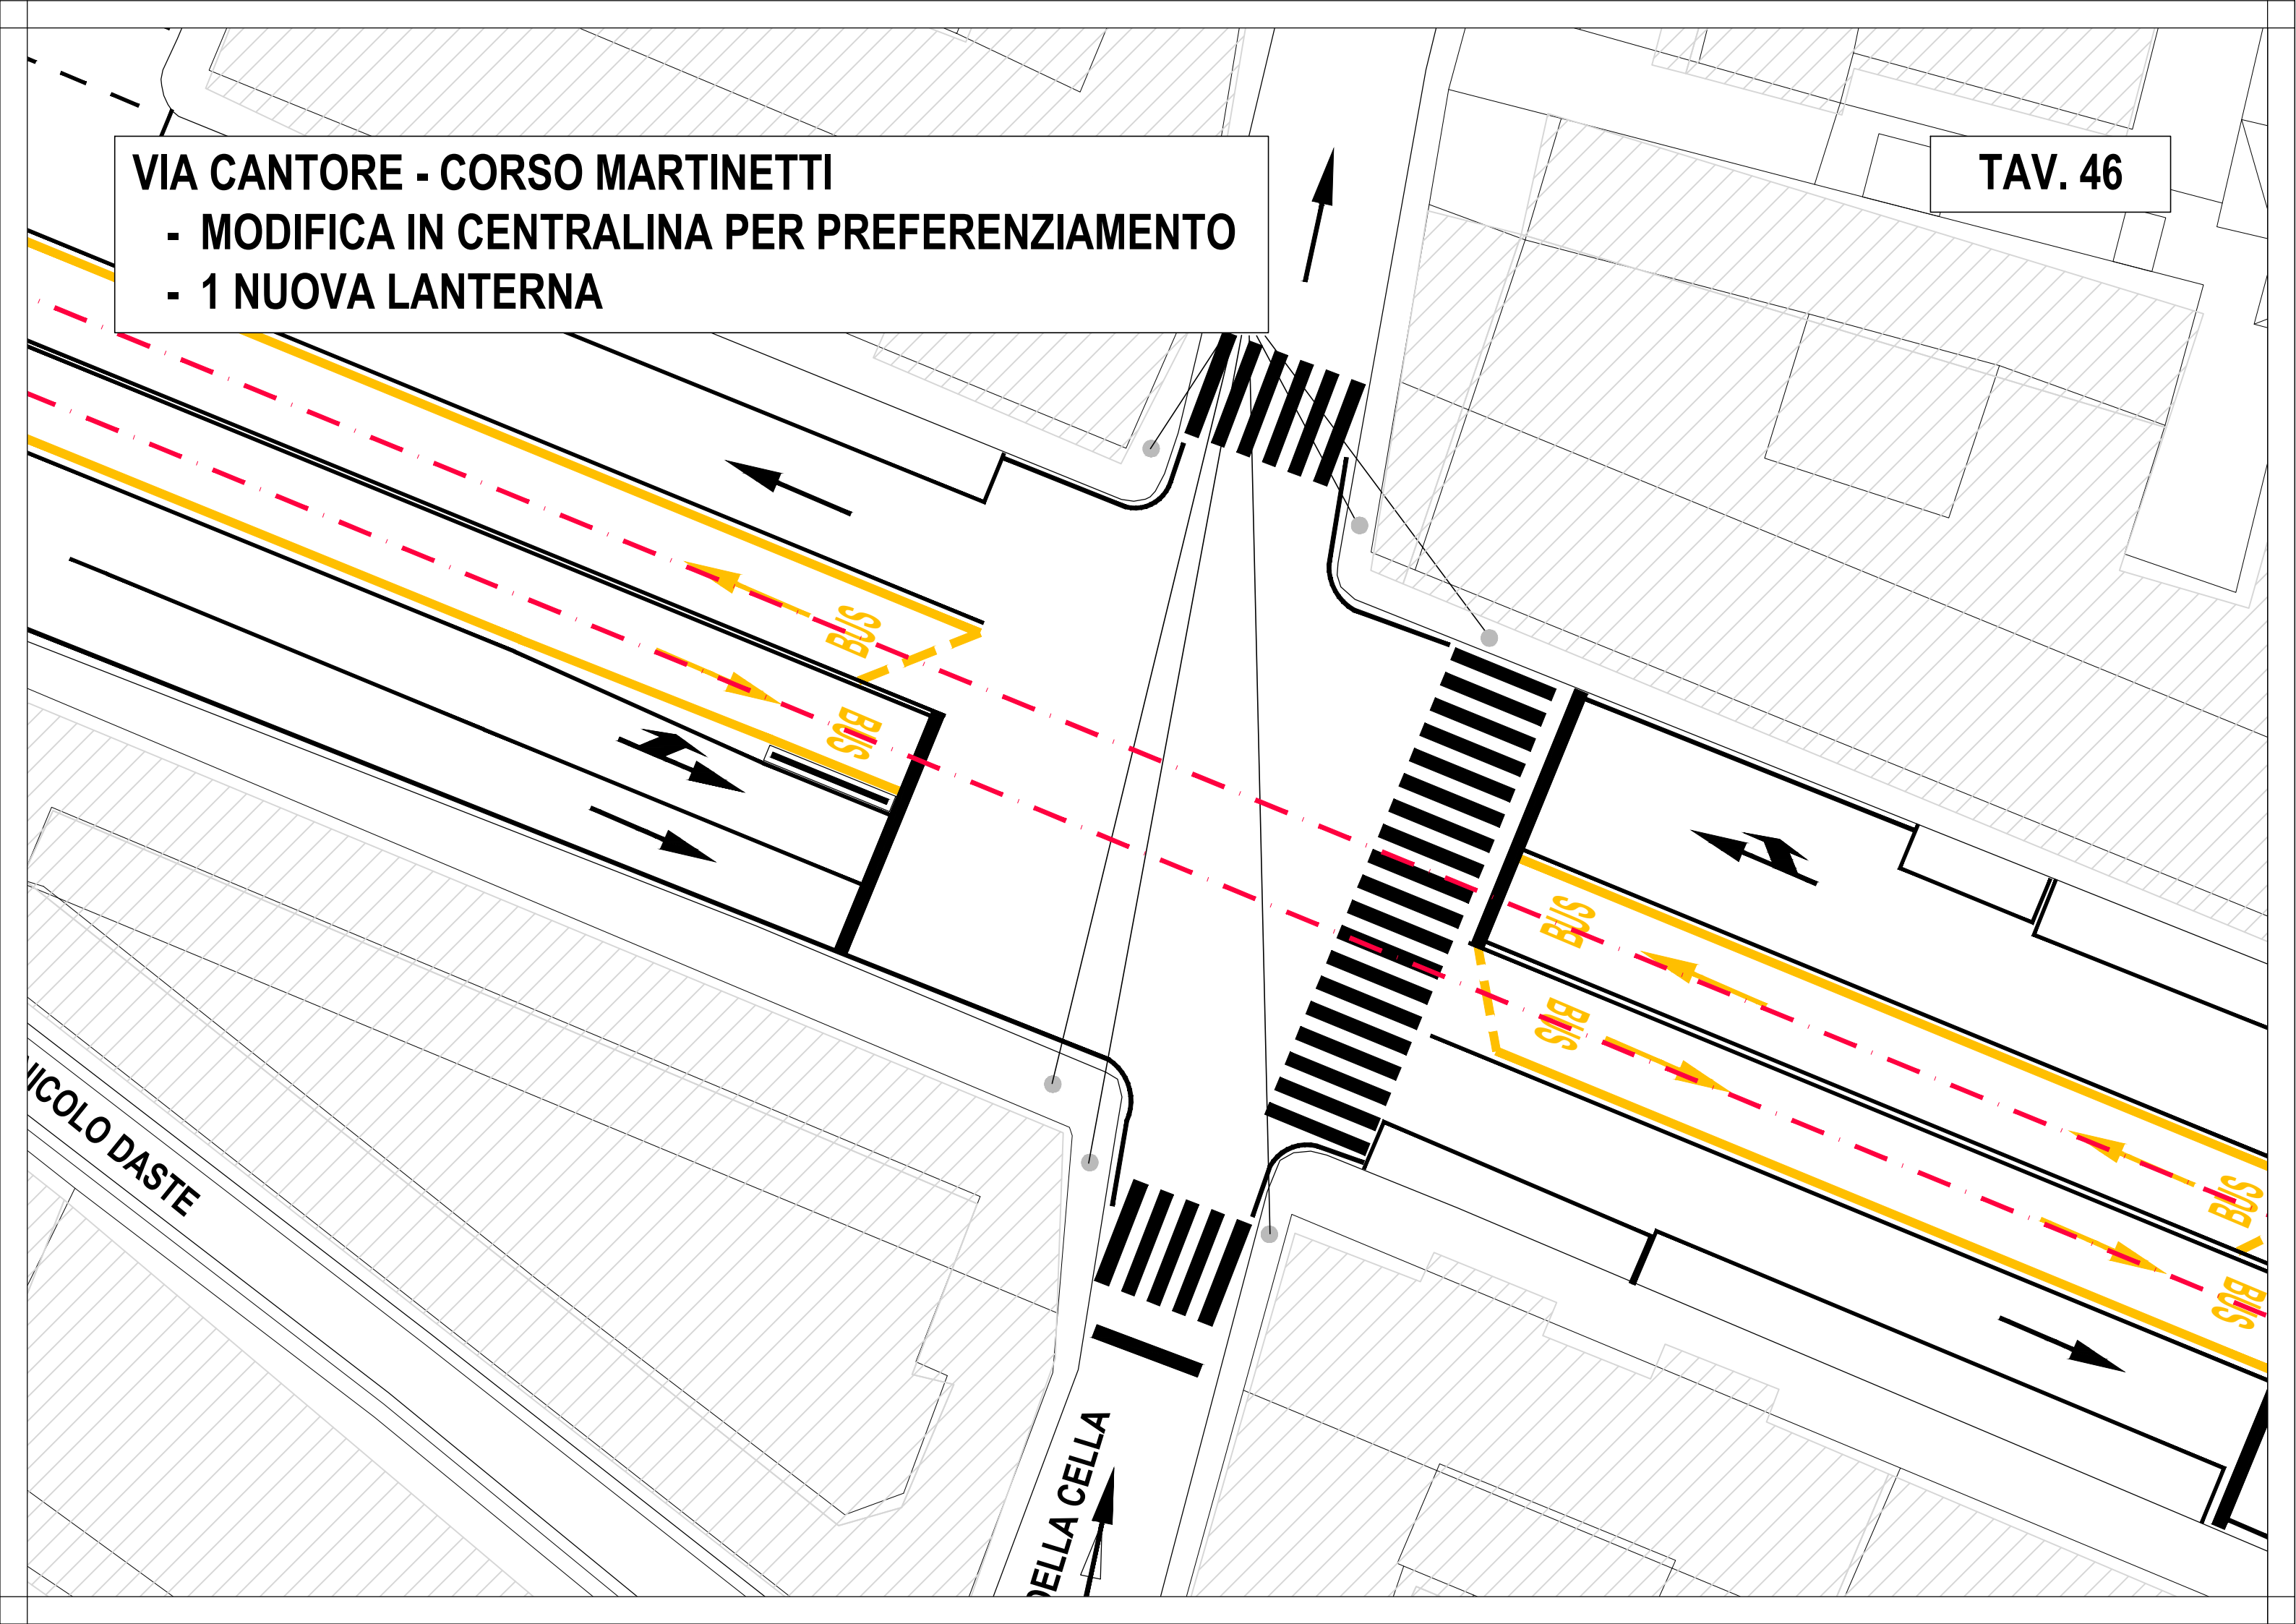 VIA CANTORE - CORSO MARTINETTI
- MODIFICA IN CENTRALINA PER PREFERENZIAMENTO
- 1 NUOVA LANTERNA
TAV. 46
BUS
BUS
BUS
BUS
BUS
BUS
NICOLO DASTE
DELLA CELLA